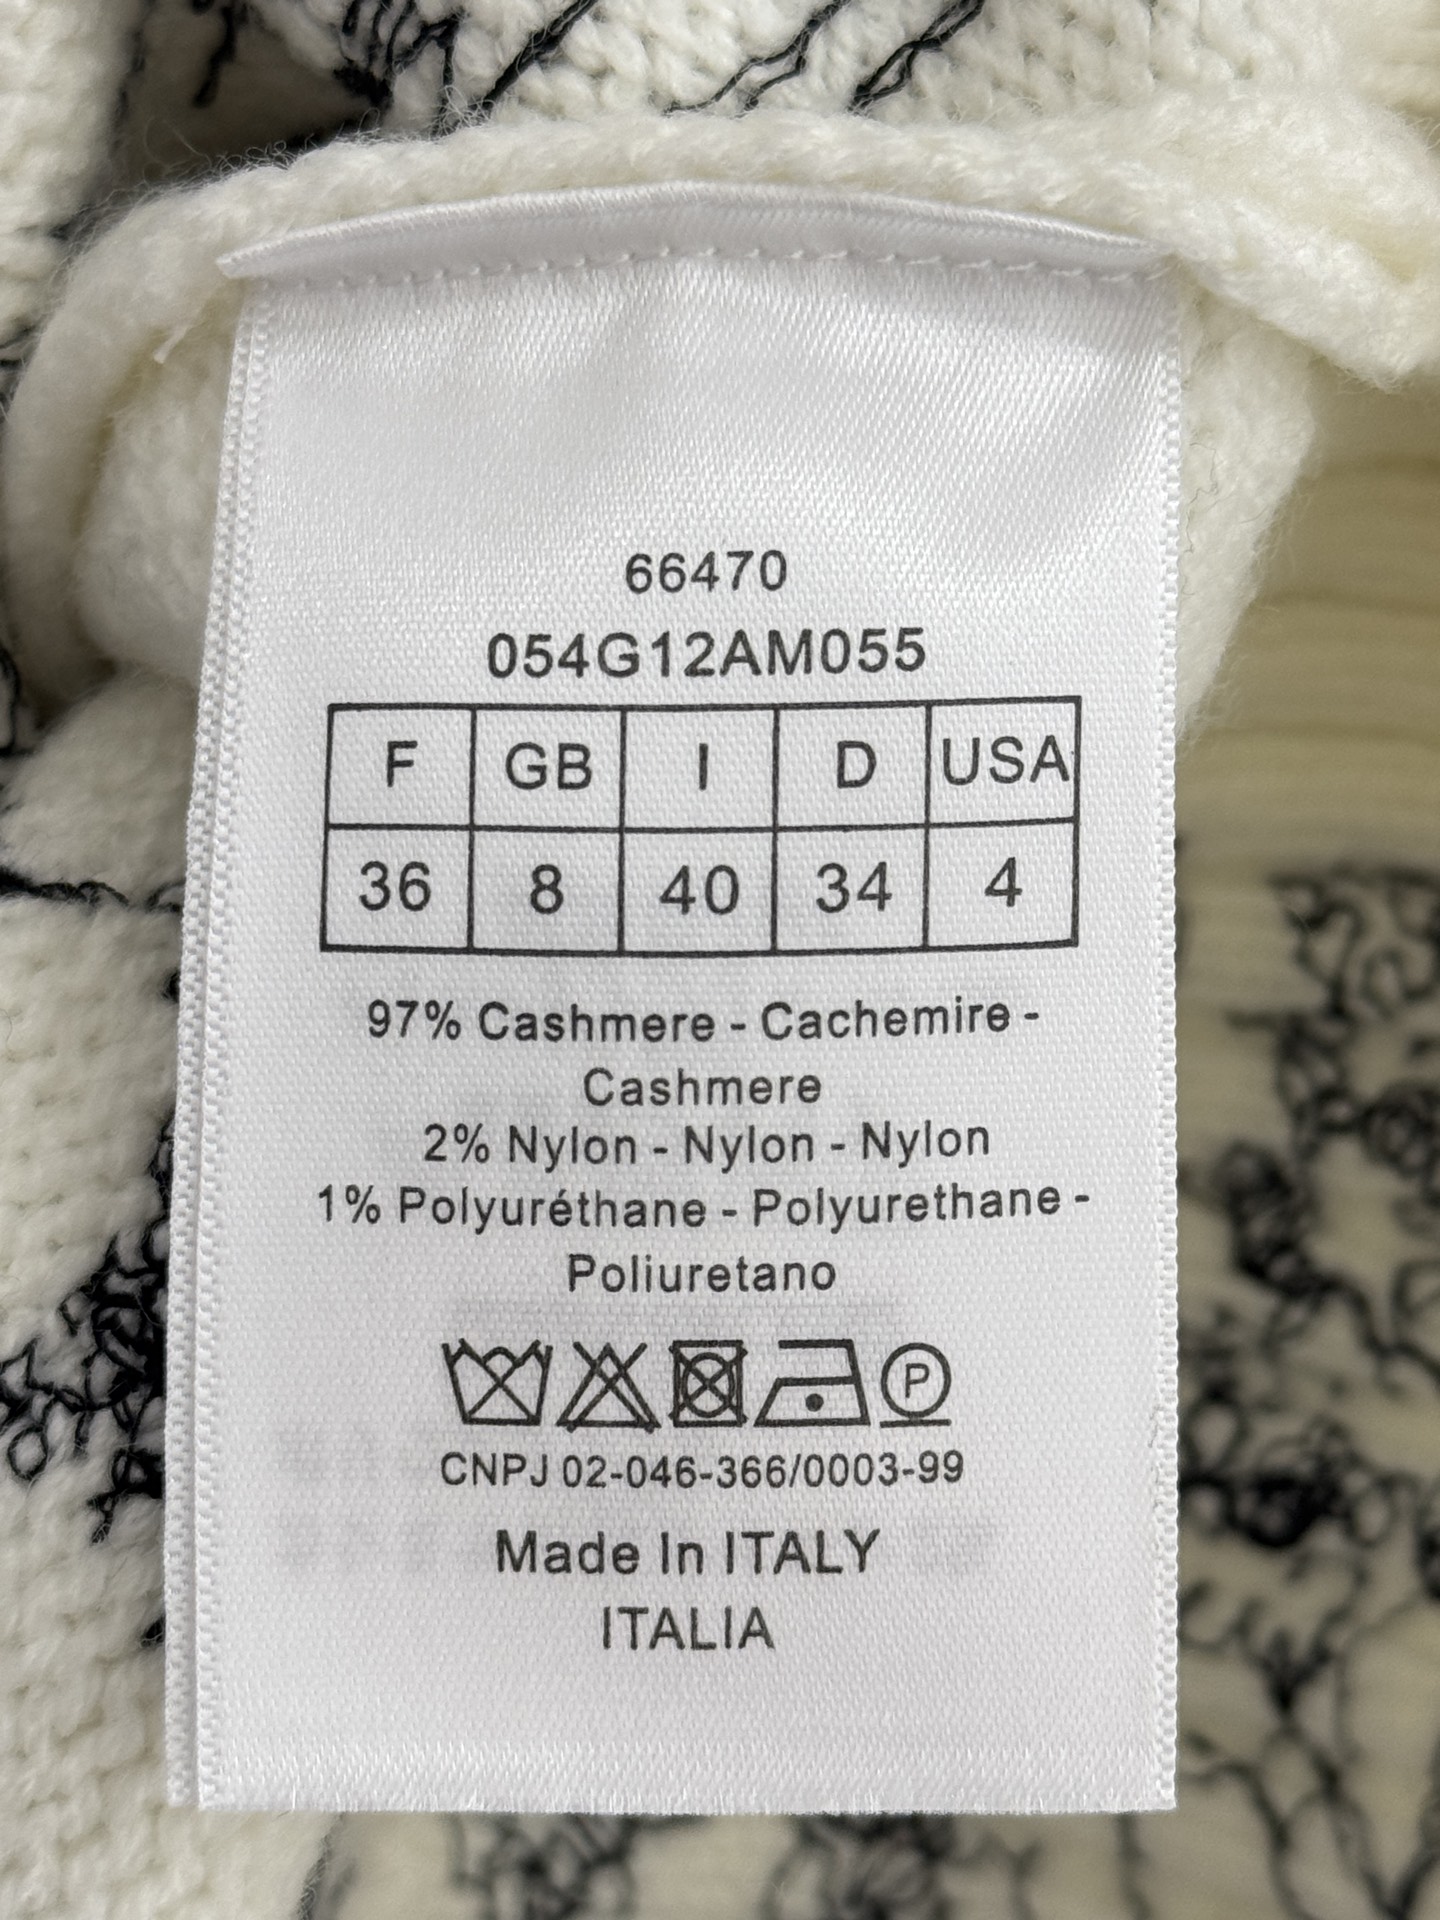 66470
054G12AM055
F GB I D USA
36 8 40 34 4
97% Cashmere - Cachemire -
Cashmere
2% Nylon - Nylon - Nylon
1% Polyuréthane - Polyurethane -
Poliuretano
P
CNPJ 02-046-366/0003-99
Made In ITALY
ITALIA